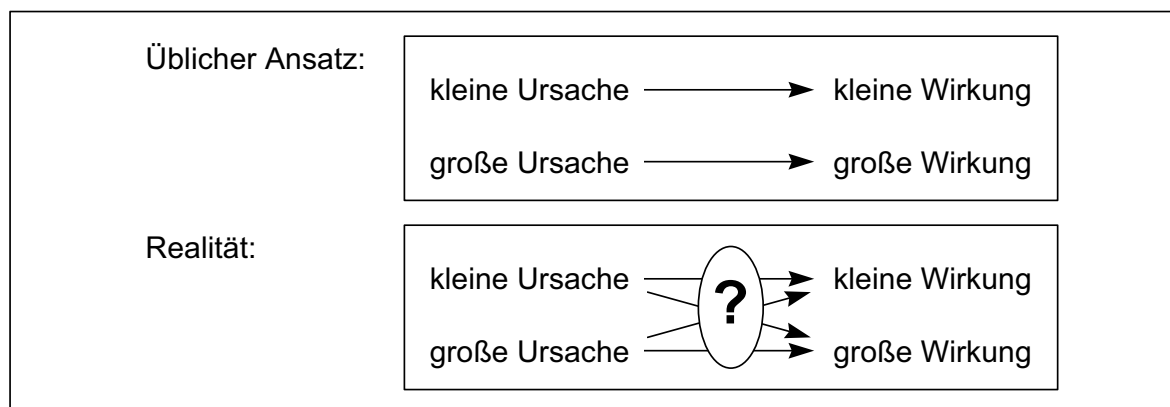 Üblicher Ansatz:
kleine Ursache kleine Wirkung
große Ursache große Wirkung
Realität:
kleine Ursache ? kleine Wirkung
große Ursache große Wirkung